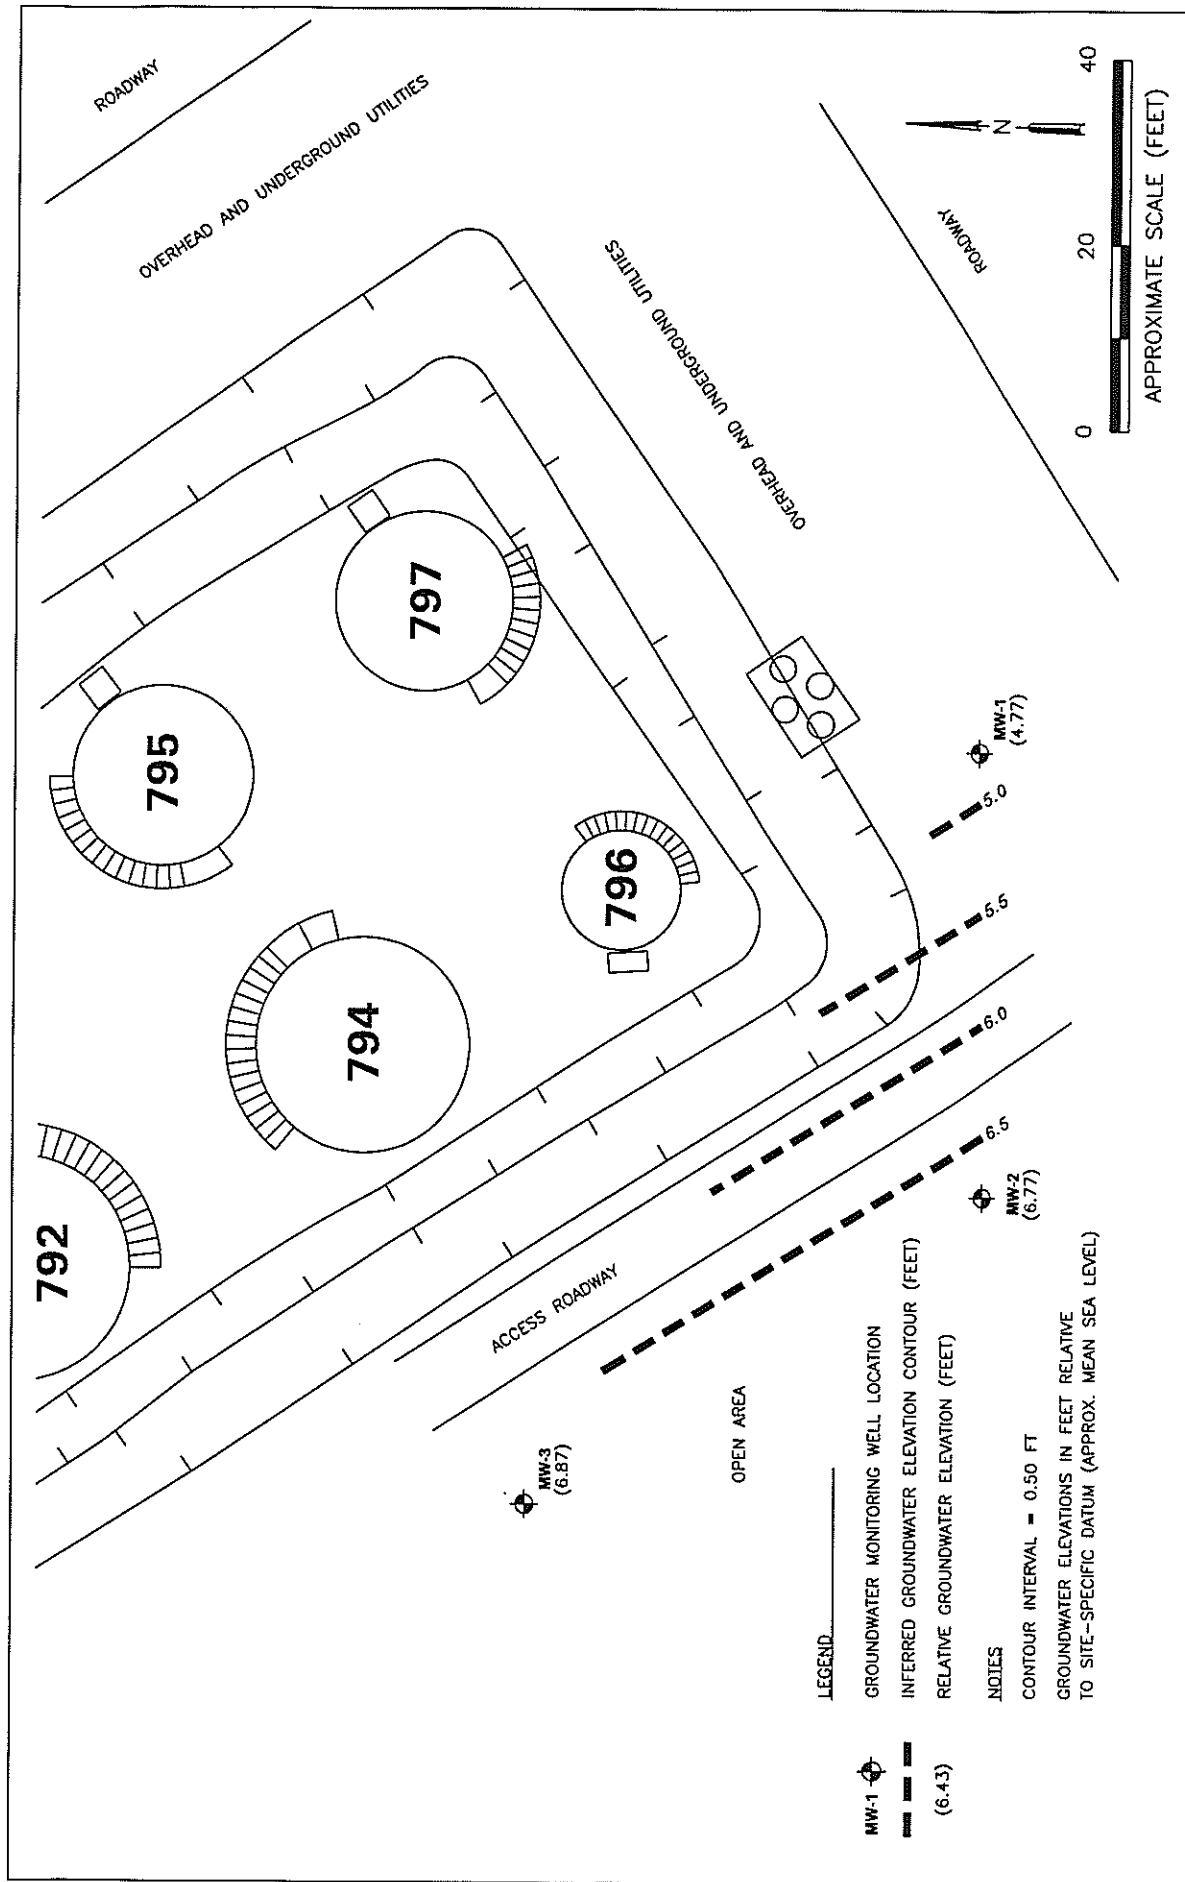 ROADWAY
OVERHEAD AND UNDERGROUND UTILITIES
OVERHEAD AND UNDERGROUND UTILITIES
ROADWAY
N
0 20 40
APPROXIMATE SCALE (FEET)
792
794
795
796
797
ACCESS ROADWAY
OPEN AREA
MW-3
(6.87)
MW-2
(6.77)
MW-1
(4.77)
6.5
6.0
5.5
5.0
LEGEND
MW-1 GROUNDWATER MONITORING WELL LOCATION
INFERRED GROUNDWATER ELEVATION CONTOUR (FEET)
(6.43) RELATIVE GROUNDWATER ELEVATION (FEET)
NOTES
CONTOUR INTERVAL = 0.50 FT
GROUNDWATER ELEVATIONS IN FEET RELATIVE
TO SITE-SPECIFIC DATUM (APPROX. MEAN SEA LEVEL)